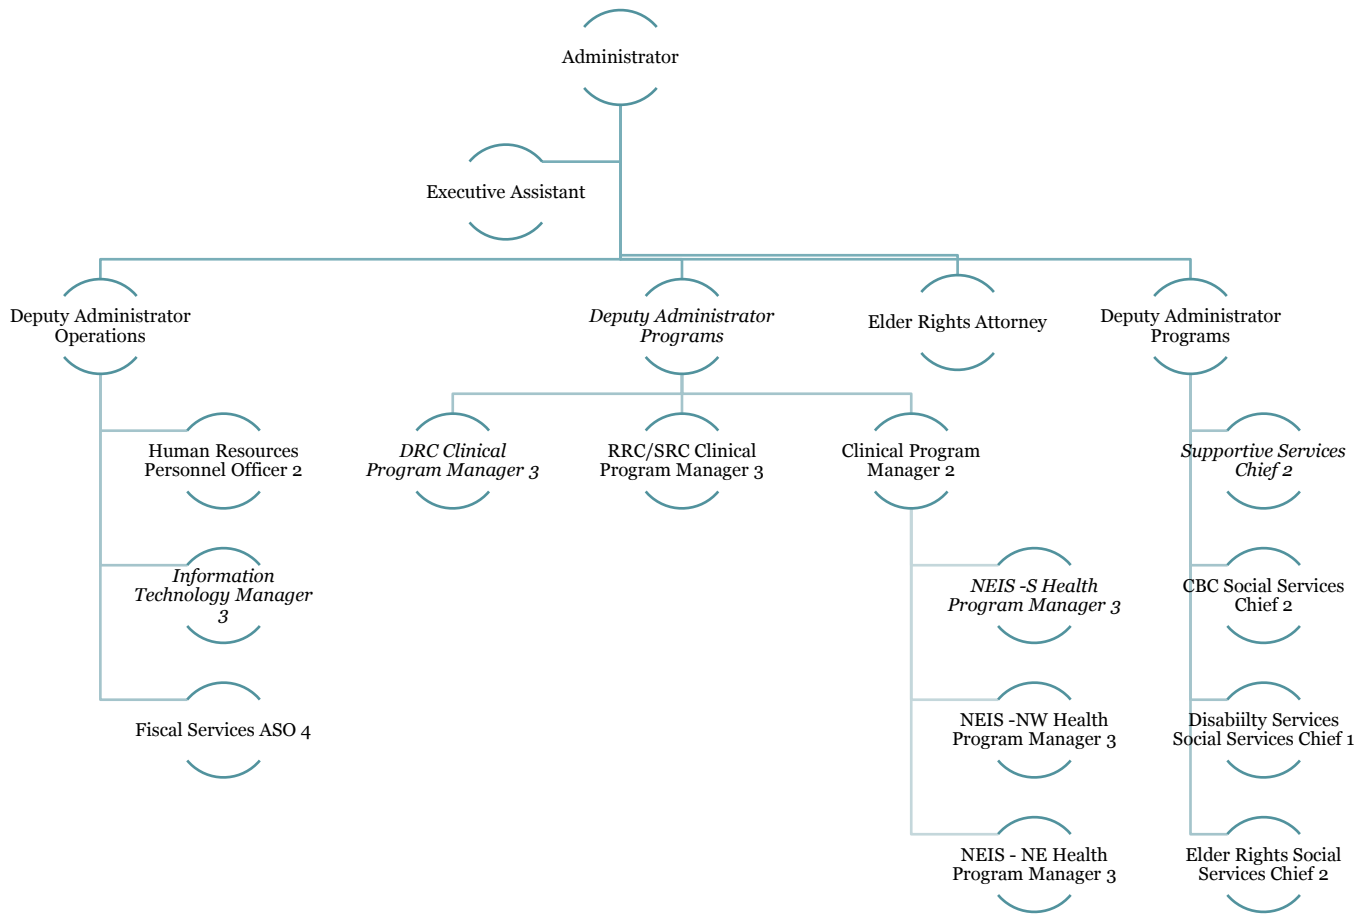 Administrator
Executive Assistant
Deputy Administrator
Operations
Deputy Administrator
Programs
Elder Rights Attorney
Deputy Administrator
Programs
Human Resources
Personnel Officer 2
DRC Clinical
Program Manager 3
RRC/SRC Clinical
Program Manager 3
Clinical Program
Manager 2
Supportive Services
Chief 2
Information
Technology Manager
3
NEIS -S Health
Program Manager 3
CBC Social Services
Chief 2
Fiscal Services ASO 4
NEIS -NW Health
Program Manager 3
Disabiilty Services
Social Services Chief 1
NEIS - NE Health
Program Manager 3
Elder Rights Social
Services Chief 2